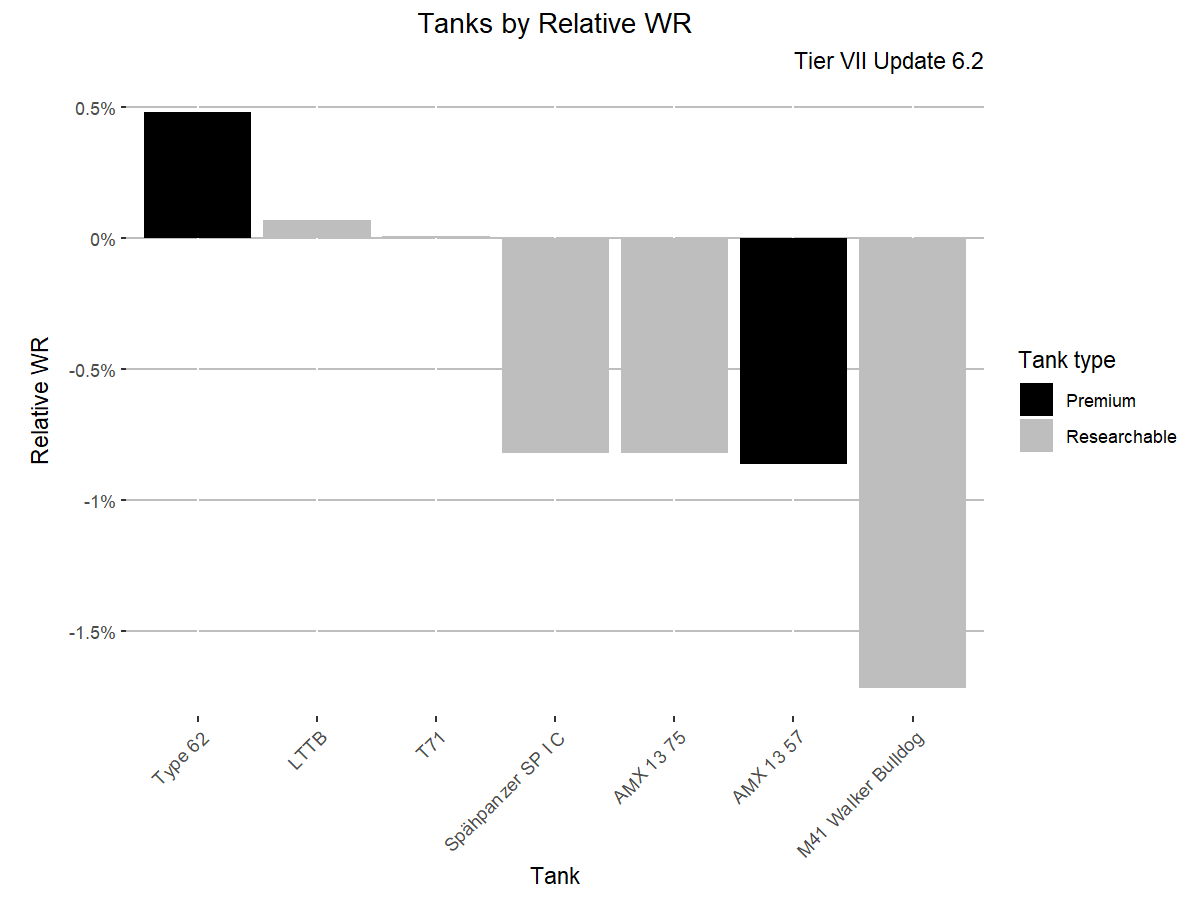 Tanks by Relative WR
Tier VII Update 6.2
0.5%
0%
-0.5%
-1%
-1.5%
Relative WR
Type 62
LTTB
T71
Spähpanzer SP I C
AMX 13 75
AMX 13 57
M41 Walker Bulldog
Tank
Tank type
Premium
Researchable